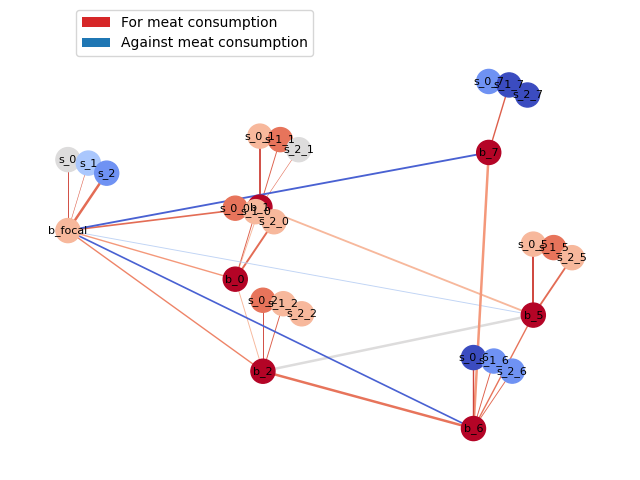 For meat consumption
Against meat consumption
s_0_7
s_1_7
s_2_7
s_0_1
s_1_1
s_2_1
b_7
s_0
s_1
s_2
s_0_0
b_1
s_1_0
s_2_0
b_focal
s_0_5
s_1_5
s_2_5
b_0
s_0_2
s_1_2
s_2_2
b_5
s_0_6
s_1_6
s_2_6
b_2
b_6